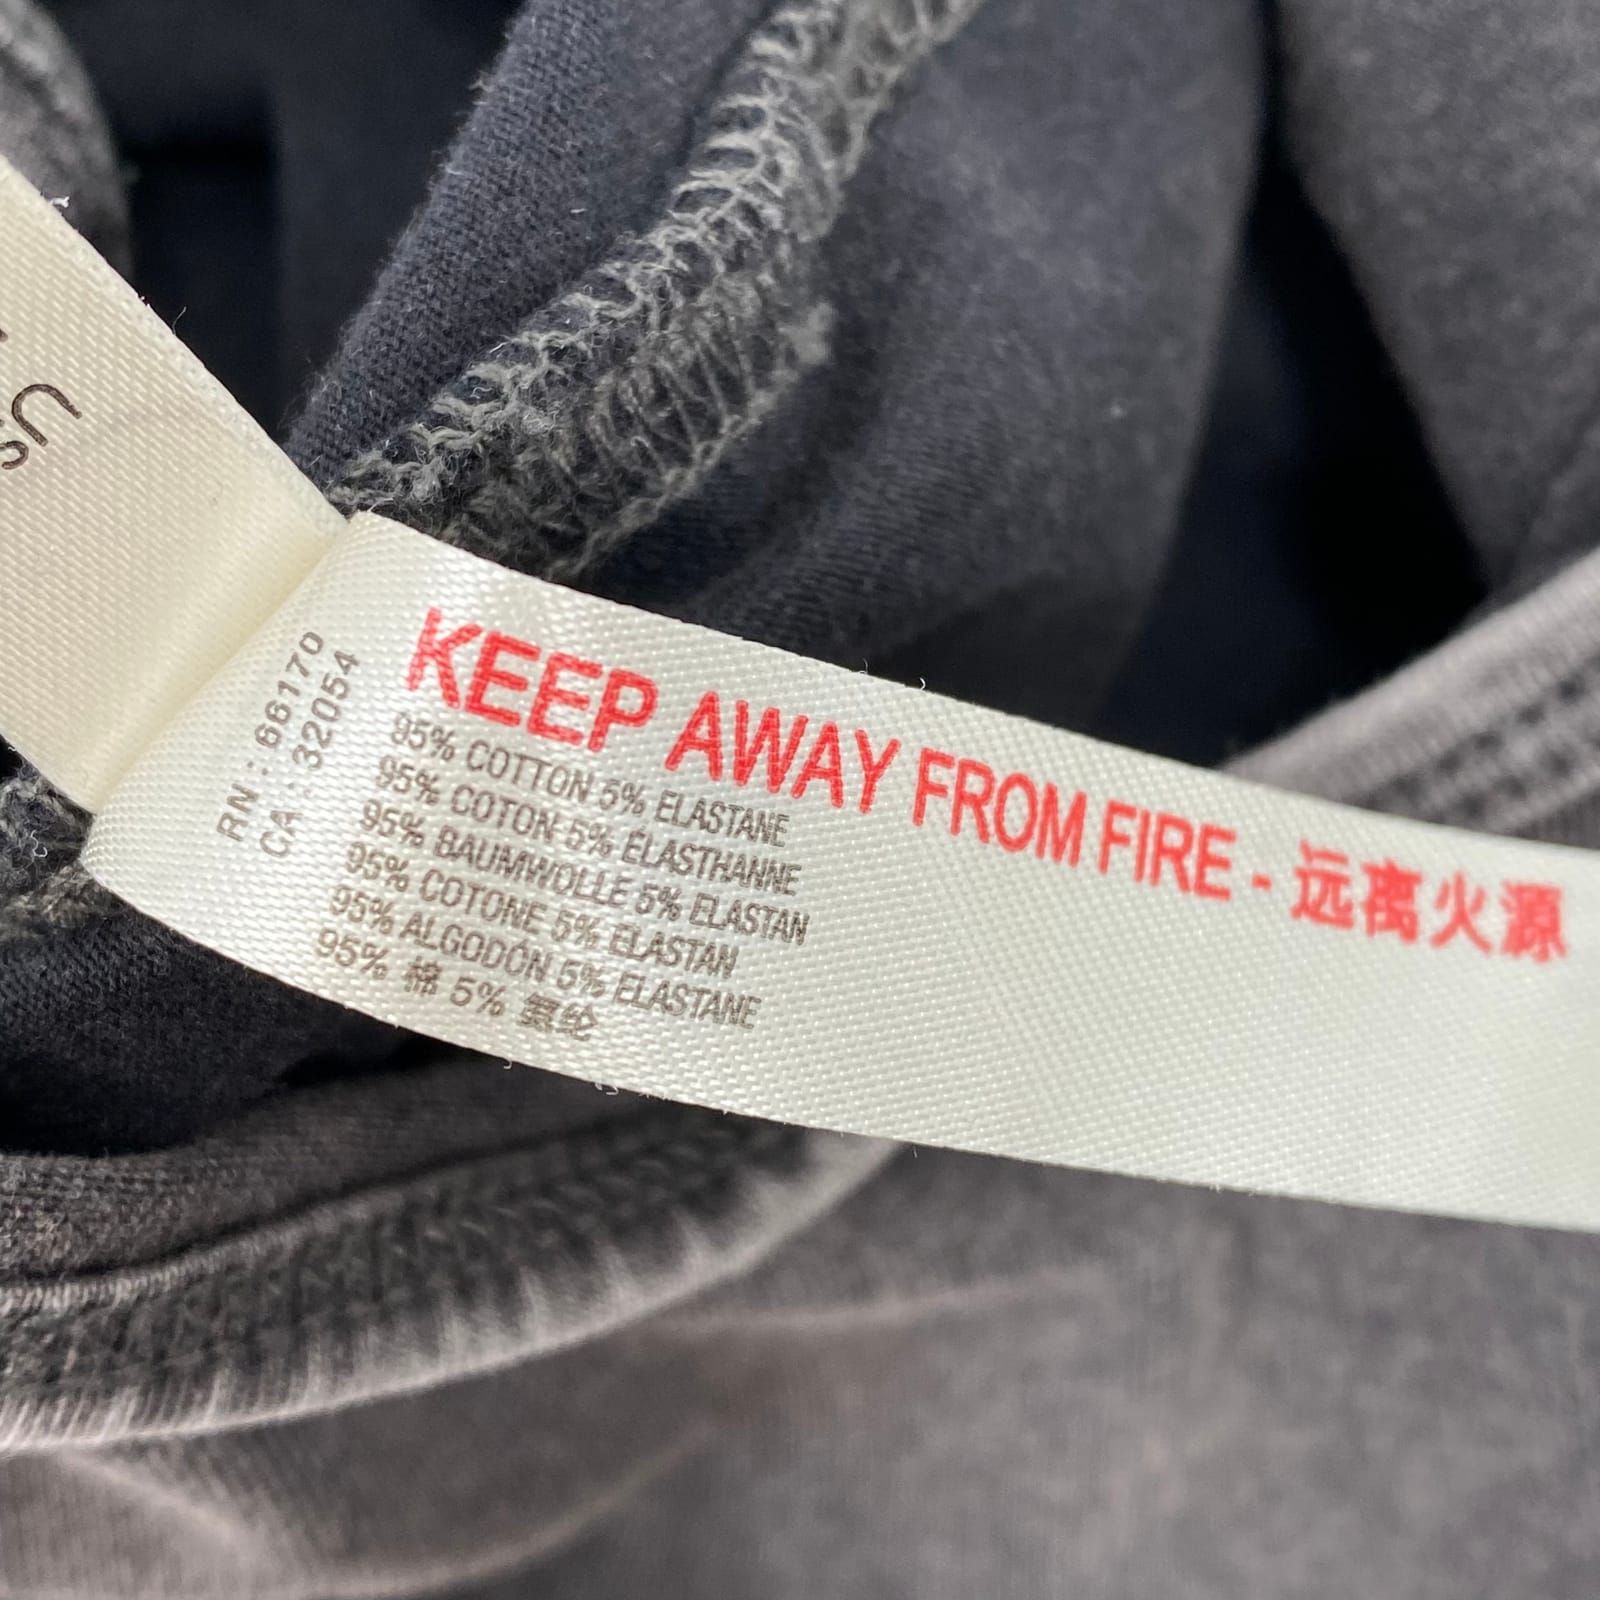 RN : 66170
CA : 32054
KEEP AWAY FROM FIRE - 远离火源
95% COTTON 5% ELASTANE
95% COTON 5% ÉLASTHANNE
95% BAUMWOLLE 5% ELASTAN
95% COTONE 5% ELASTAN
95% ALGODÓN 5% ELASTANE
95% 棉 5% 氨纶